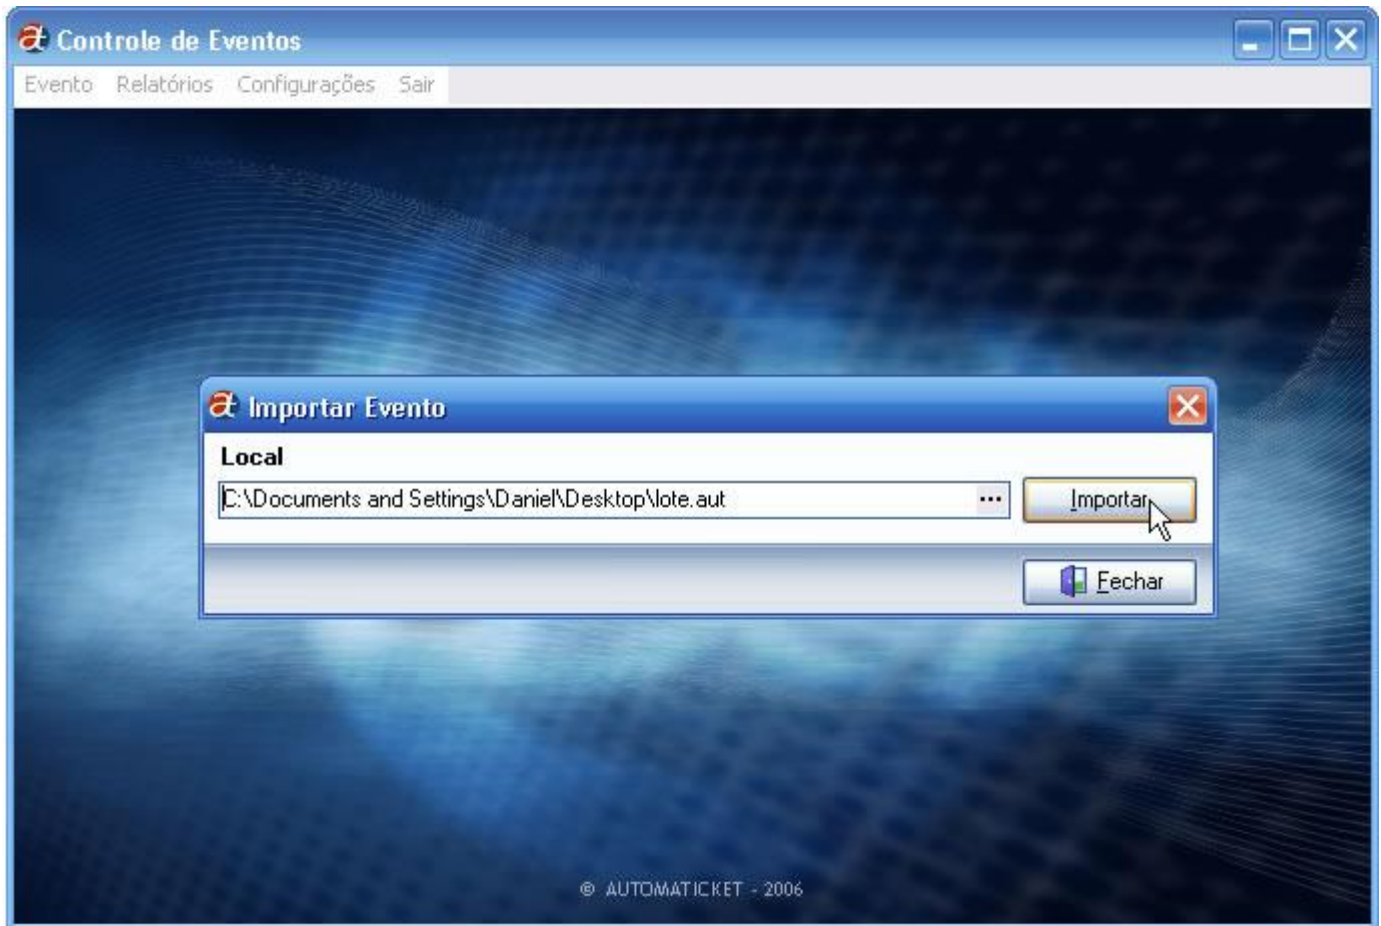 Controle de Eventos
Evento Relatórios Configurações Sair
Importar Evento
Local
C:\Documents and Settings\Daniel\Desktop\lote.aut ... Importar
Fechar
© AUTOMATICKET - 2006